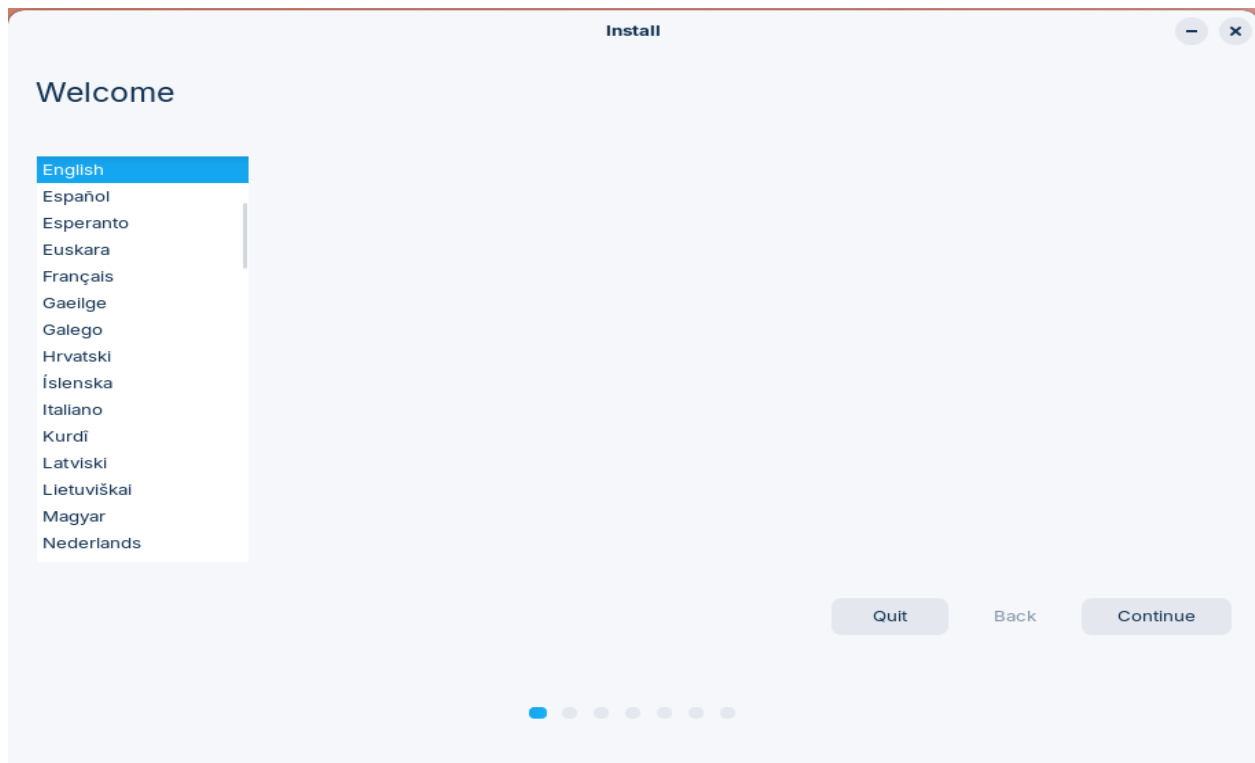 Install
Welcome
English
Español
Esperanto
Euskara
Français
Gaeilge
Galego
Hrvatski
Íslenska
Italiano
Kurdî
Latviski
Lietuviškai
Magyar
Nederlands
Quit Back Continue